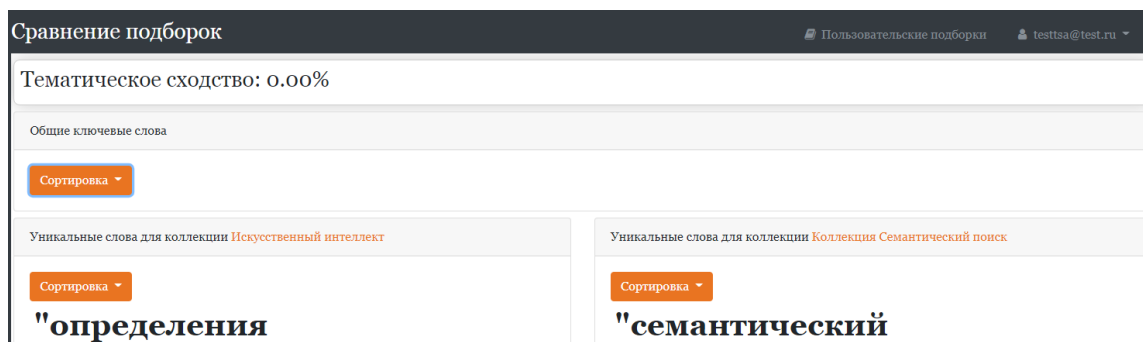 Сравнение подборок
Пользовательские подборки
testtsa@test.ru
Тематическое сходство: 0.00%
Общие ключевые слова
Сортировка
Уникальные слова для коллекции Искусственный интеллект
Уникальные слова для коллекции Коллекция Семантический поиск
Сортировка
Сортировка
"определения
"семантический